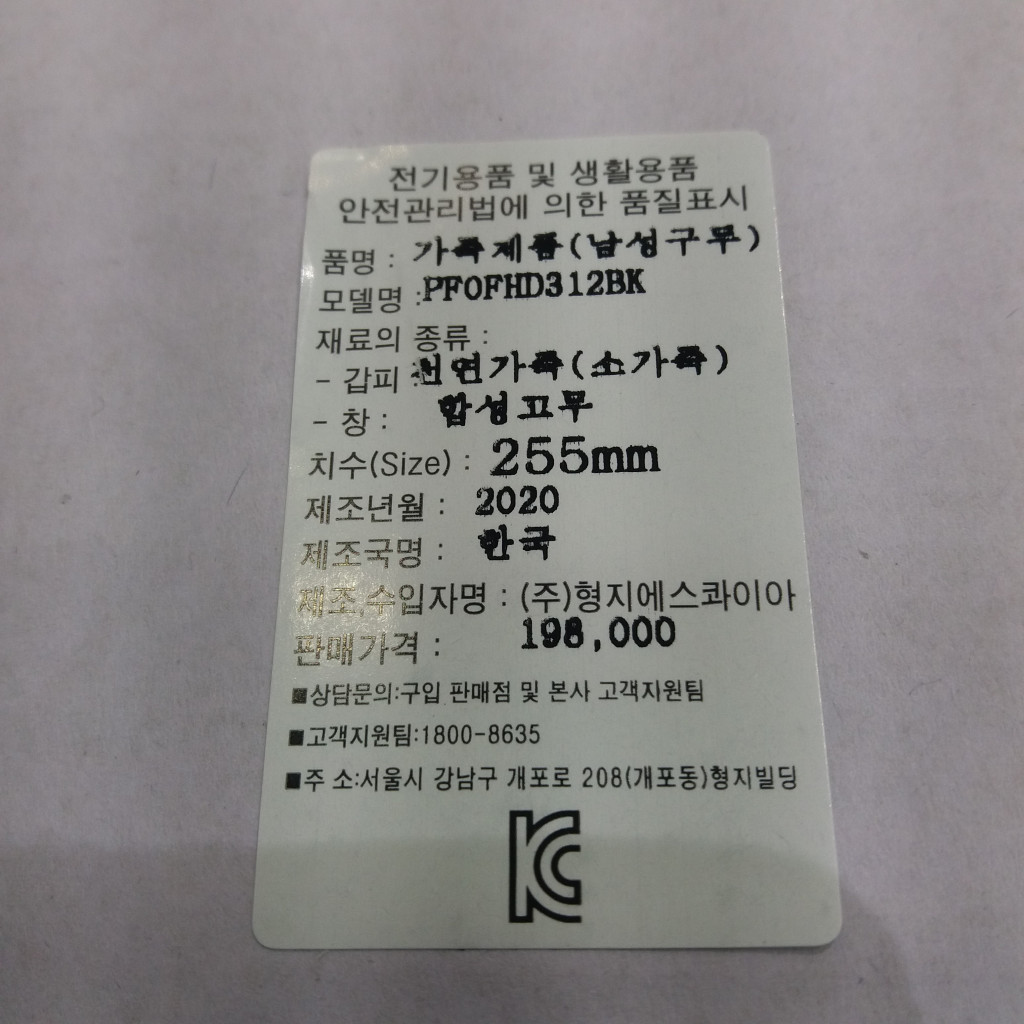 전기용품 및 생활용품
안전관리법에 의한 품질표시
품명 : 가죽제품(남성구두)
모델명 : PF0FHD312BK
재료의 종류 :
- 갑피 : 천연가죽(소가죽)
- 창 : 합성고무
치수(Size) : 255mm
제조년월 : 2020
제조국명 : 한국
제조,수입자명 : (주)형지에스콰이아
판매가격 : 198,000
■상담문의:구입 판매점 및 본사 고객지원팀
■고객지원팀:1800-8635
■주 소:서울시 강남구 개포로 208(개포동)형지빌딩
KC